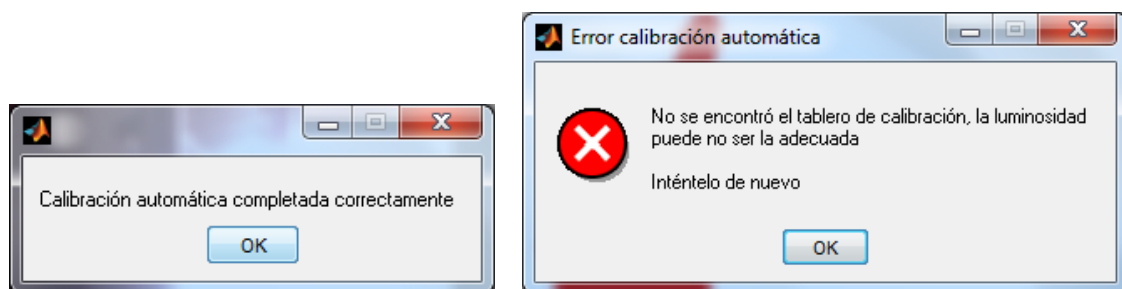 Calibración automática completada correctamente
OK
Error calibración automática
No se encontró el tablero de calibración, la luminosidad
puede no ser la adecuada
Inténtelo de nuevo
OK